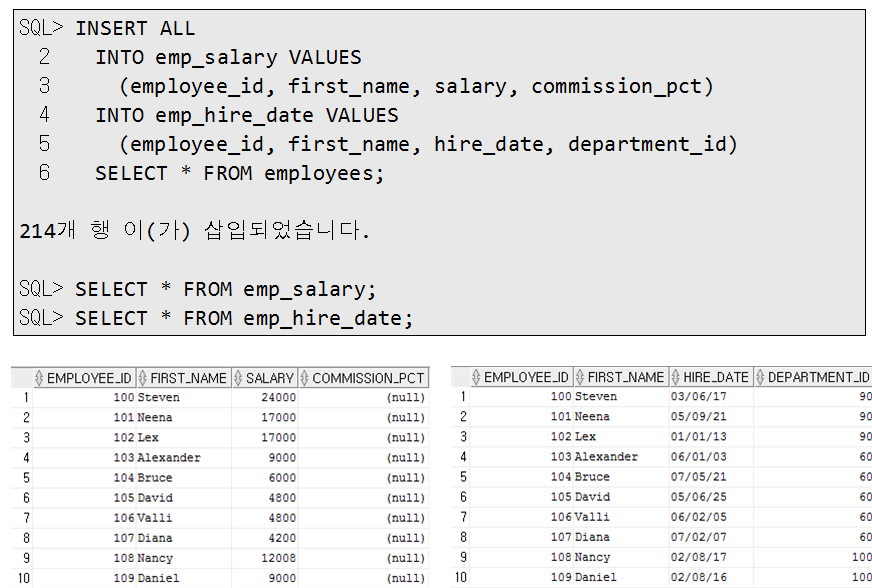 SQL> INSERT ALL
2 INTO emp_salary VALUES
3 (employee_id, first_name, salary, commission_pct)
4 INTO emp_hire_date VALUES
5 (employee_id, first_name, hire_date, department_id)
6 SELECT * FROM employees;
214개 행 이(가) 삽입되었습니다.
SQL> SELECT * FROM emp_salary;
SQL> SELECT * FROM emp_hire_date;
EMPLOYEE_ID FIRST_NAME SALARY COMMISSION_PCT
1 100 Steven 24000 (null)
2 101 Neena 17000 (null)
3 102 Lex 17000 (null)
4 103 Alexander 9000 (null)
5 104 Bruce 6000 (null)
6 105 David 4800 (null)
7 106 Valli 4800 (null)
8 107 Diana 4200 (null)
9 108 Nancy 12008 (null)
10 109 Daniel 9000 (null)
EMPLOYEE_ID FIRST_NAME HIRE_DATE DEPARTMENT_ID
1 100 Steven 03/06/17 90
2 101 Neena 05/09/21 90
3 102 Lex 01/01/13 90
4 103 Alexander 06/01/03 60
5 104 Bruce 07/05/21 60
6 105 David 05/06/25 60
7 106 Valli 06/02/05 60
8 107 Diana 07/02/07 60
9 108 Nancy 02/08/17 100
10 109 Daniel 02/08/16 100